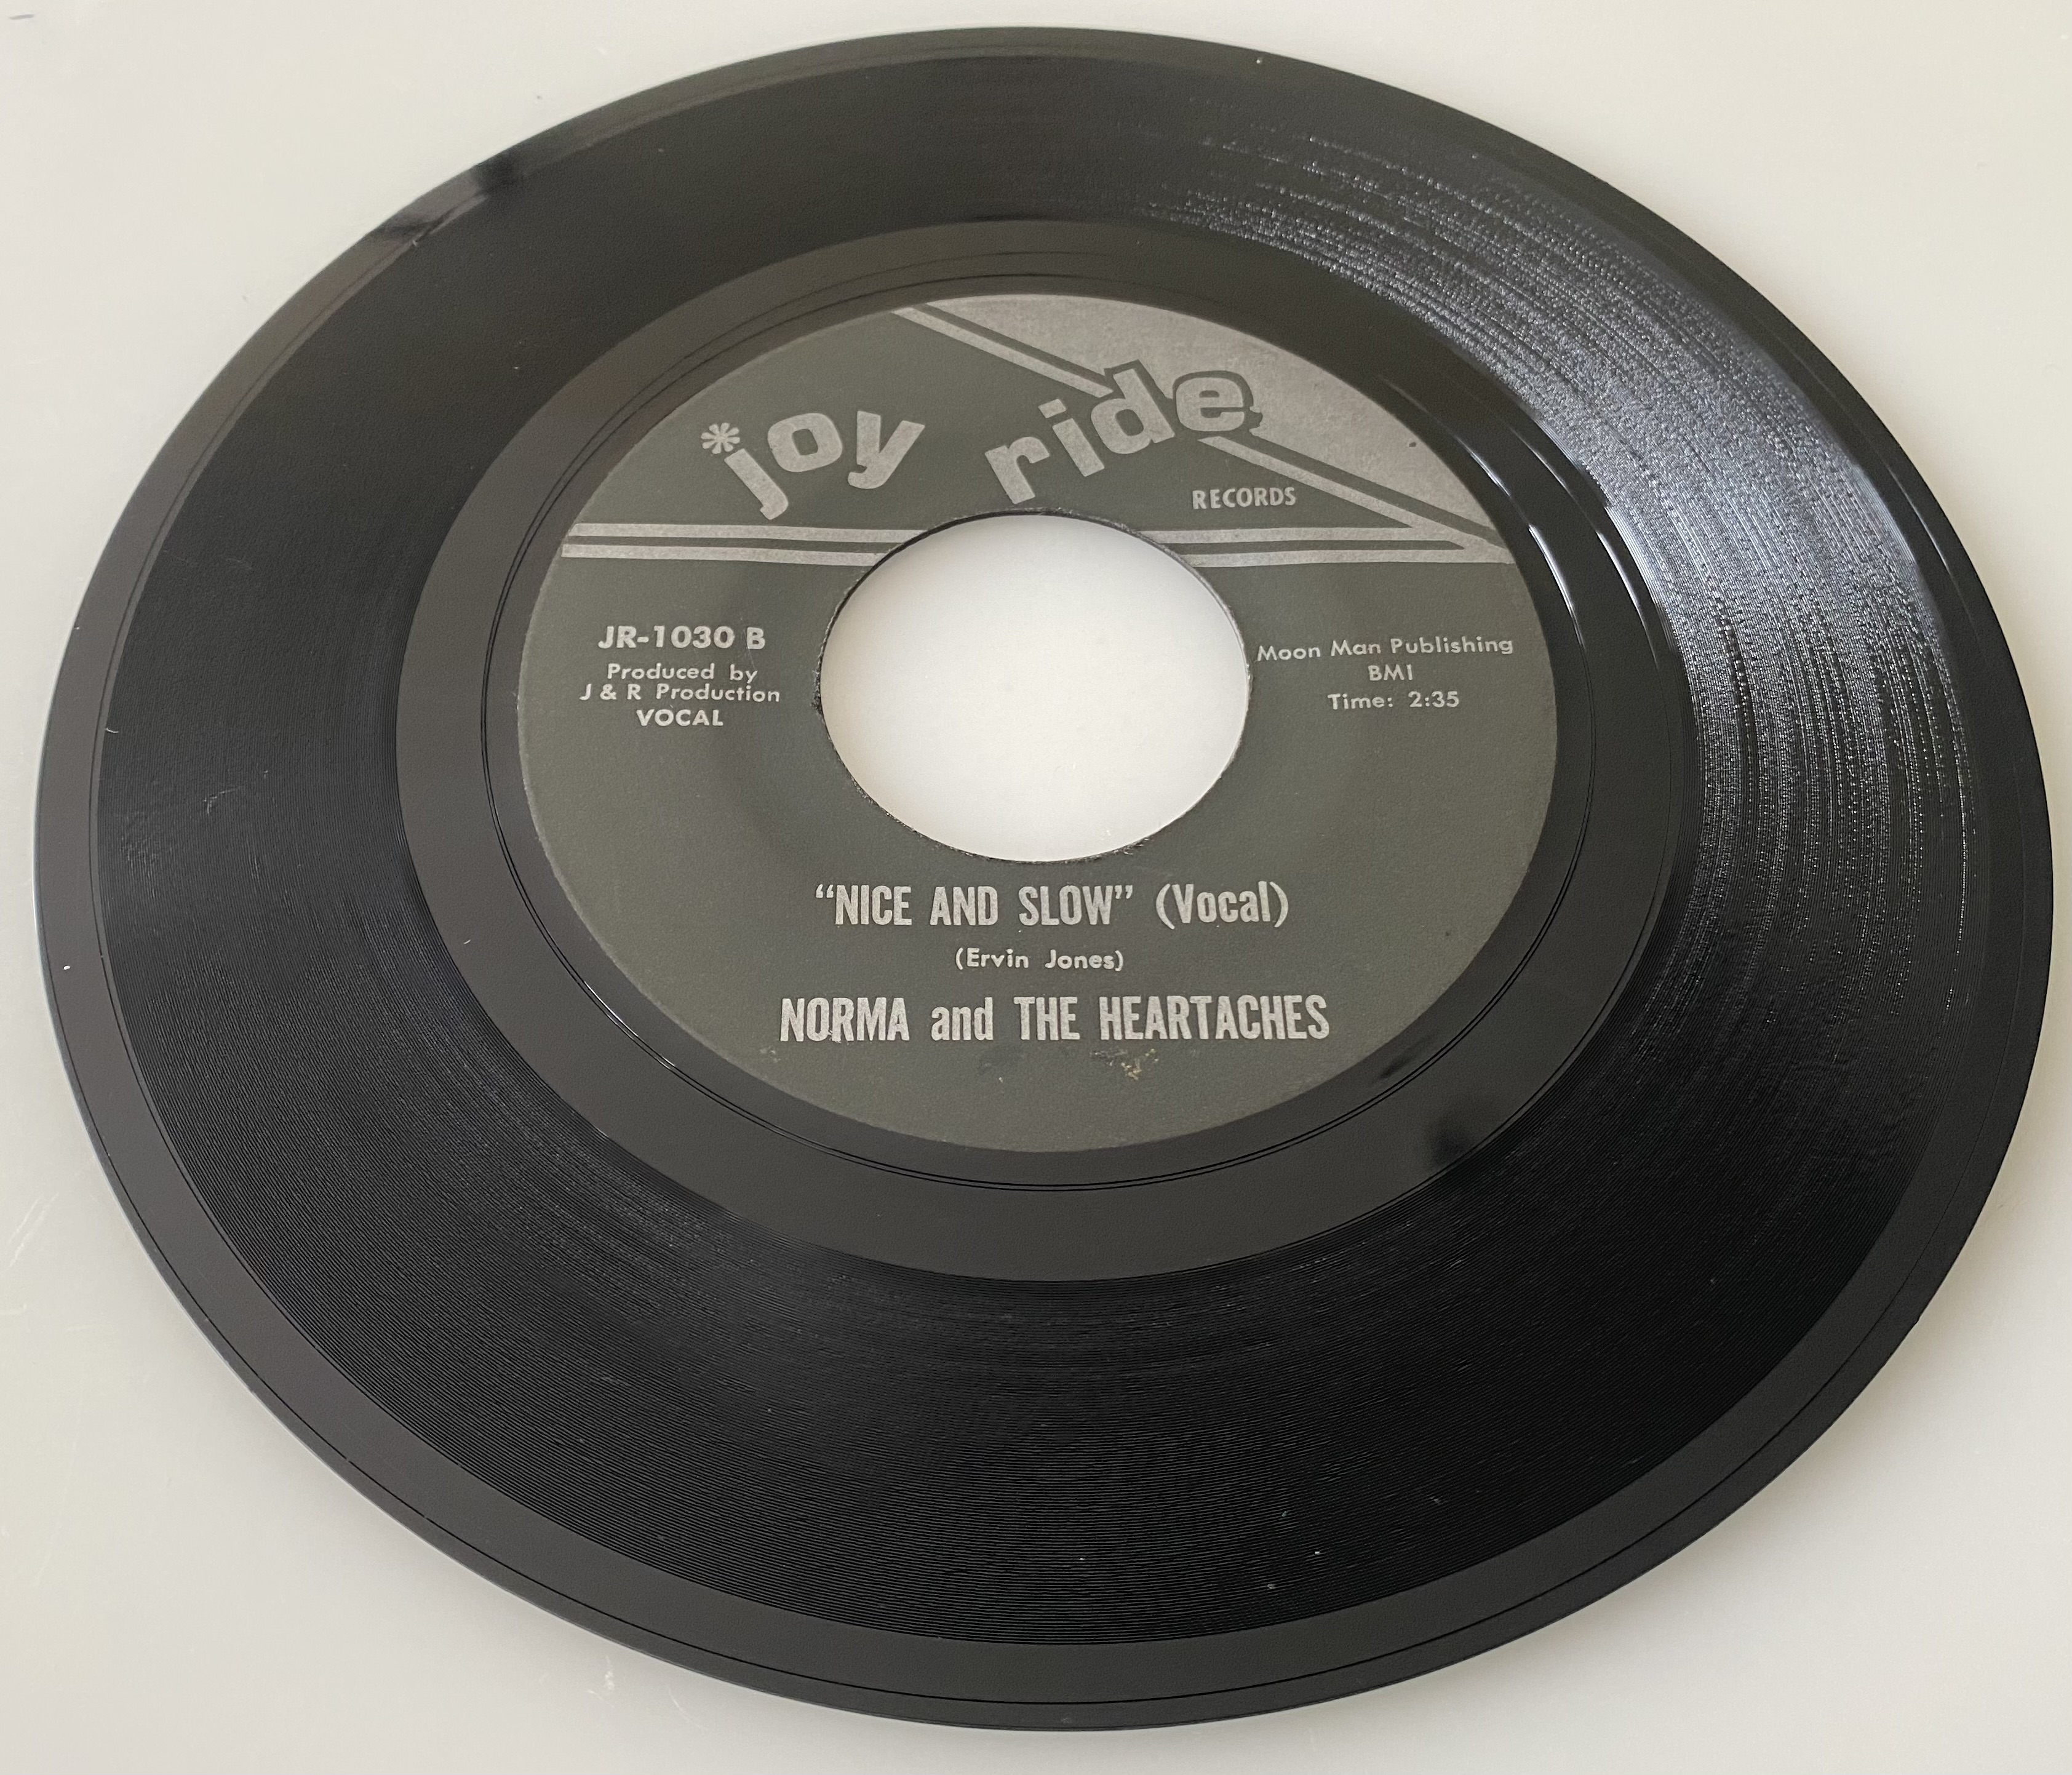 joy ride
RECORDS
JR-1030 B
Produced by
J & R Production
VOCAL
Moon Man Publishing
BMI
Time: 2:35
“NICE AND SLOW” (Vocal)
(Ervin Jones)
NORMA and THE HEARTACHES